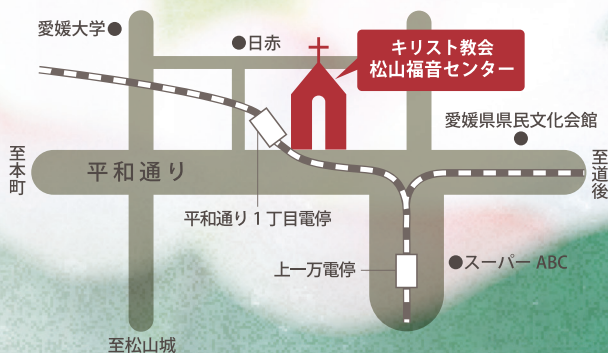 愛媛大学
日赤
キリスト教会
松山福音センター
愛媛県県民文化会館
至本町
平和通り
至道後
平和通り1丁目電停
上一万電停
スーパー ABC
至松山城